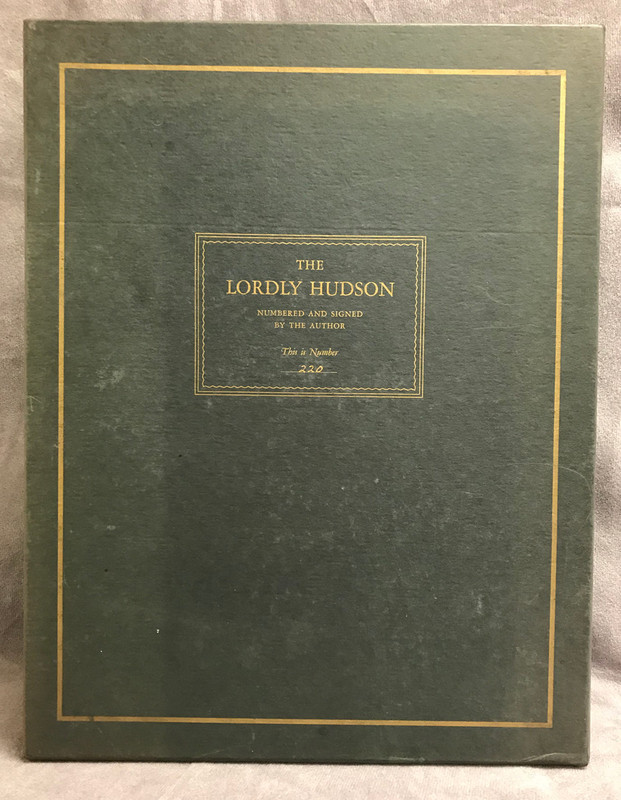 THE
LORDLY HUDSON
NUMBERED AND SIGNED
BY THE AUTHOR
This is Number
220